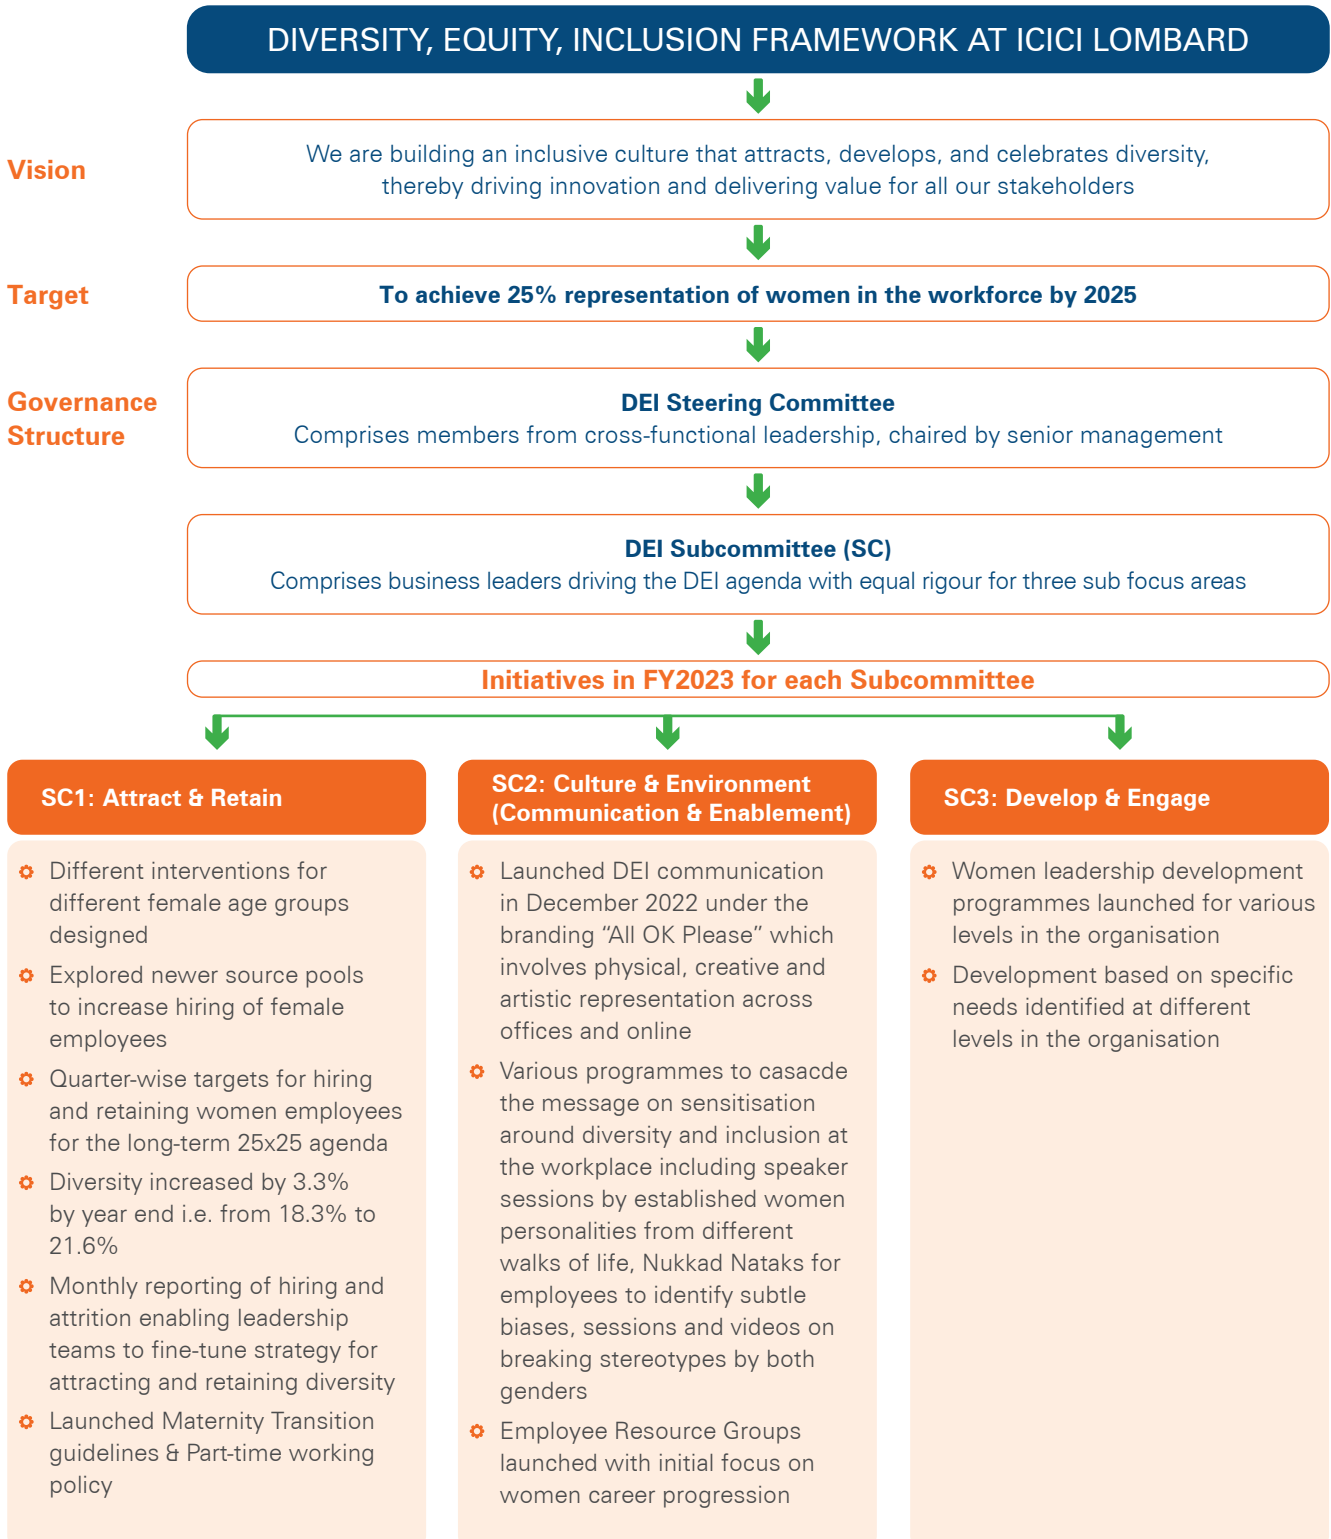 DIVERSITY, EQUITY, INCLUSION FRAMEWORK AT ICICI LOMBARD
Vision
We are building an inclusive culture that attracts, develops, and celebrates diversity,
thereby driving innovation and delivering value for all our stakeholders
Target
To achieve 25% representation of women in the workforce by 2025
Governance
Structure
DEI Steering Committee
Comprises members from cross-functional leadership, chaired by senior management
DEI Subcommittee (SC)
Comprises business leaders driving the DEI agenda with equal rigour for three sub focus areas
Initiatives in FY2023 for each Subcommittee
SC1: Attract & Retain
Different interventions for
different female age groups
designed
Explored newer source pools
to increase hiring of female
employees
Quarter-wise targets for hiring
and retaining women employees
for the long-term 25x25 agenda
Diversity increased by 3.3%
by year end i.e. from 18.3% to
21.6%
Monthly reporting of hiring and
attrition enabling leadership
teams to fine-tune strategy for
attracting and retaining diversity
Launched Maternity Transition
guidelines & Part-time working
policy
SC2: Culture & Environment
(Communication & Enablement)
Launched DEI communication
in December 2022 under the
branding “All OK Please” which
involves physical, creative and
artistic representation across
offices and online
Various programmes to casacde
the message on sensitisation
around diversity and inclusion at
the workplace including speaker
sessions by established women
personalities from different
walks of life, Nukkad Nataks for
employees to identify subtle
biases, sessions and videos on
breaking stereotypes by both
genders
Employee Resource Groups
launched with initial focus on
women career progression
SC3: Develop & Engage
Women leadership development
programmes launched for various
levels in the organisation
Development based on specific
needs identified at different
levels in the organisation